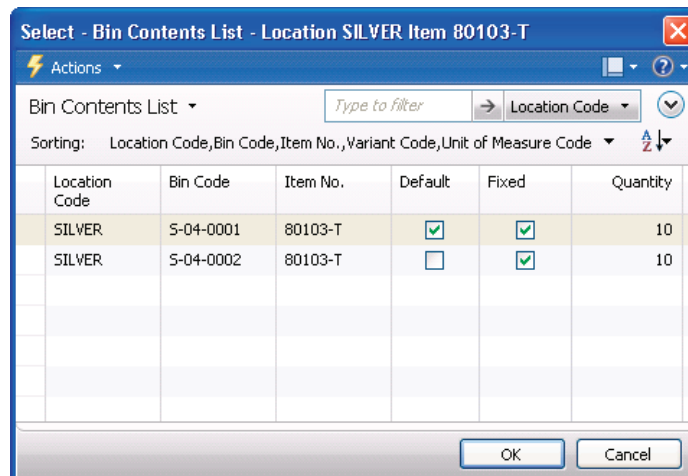 Select - Bin Contents List - Location SILVER Item 80103-T
Actions
Bin Contents List Type to filter Location Code
Sorting: Location Code,Bin Code,Item No.,Variant Code,Unit of Measure Code
Location Code Bin Code Item No. Default Fixed Quantity
SILVER S-04-0001 80103-T 10
SILVER S-04-0002 80103-T 10
OK Cancel